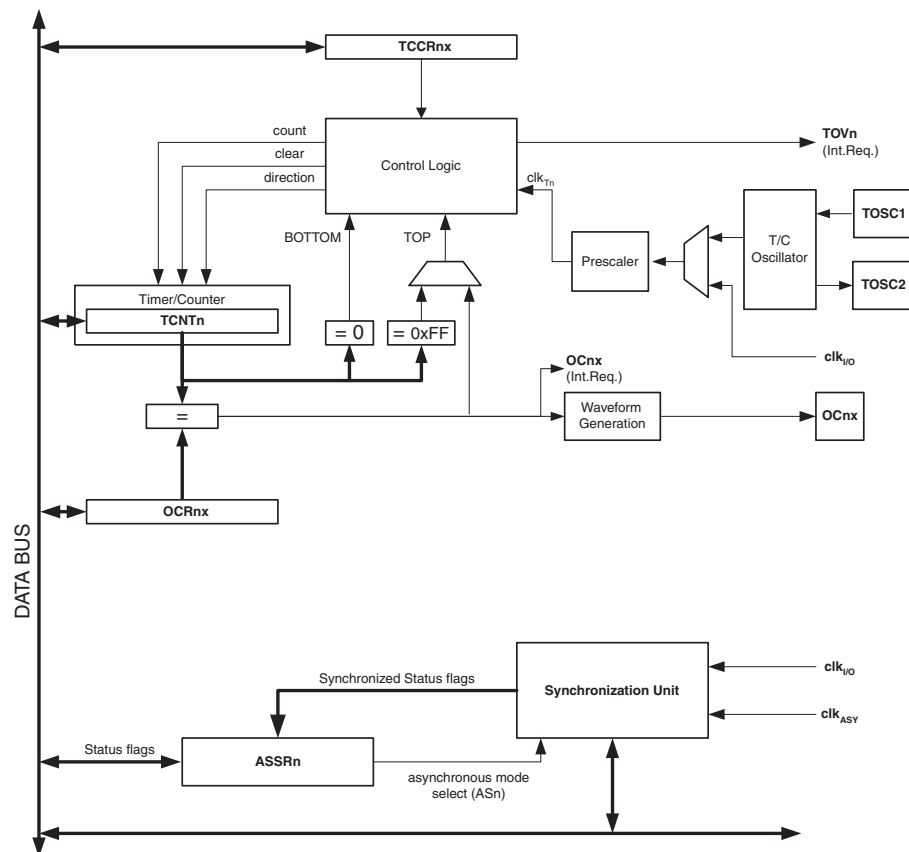 TCCRnx
count
clear
direction
Control Logic
TOVn
(Int.Req.)
clkTn
BOTTOM
TOP
TOSC1
T/C
Oscillator
Prescaler
TOSC2
Timer/Counter
TCNTn
= 0
= 0xFF
clkI/O
OCnx
(Int.Req.)
=
Waveform
Generation
OCnx
OCRnx
DATA BUS
Synchronized Status flags
Synchronization Unit
clkI/O
clkASY
Status flags
ASSRn
asynchronous mode
select (ASn)